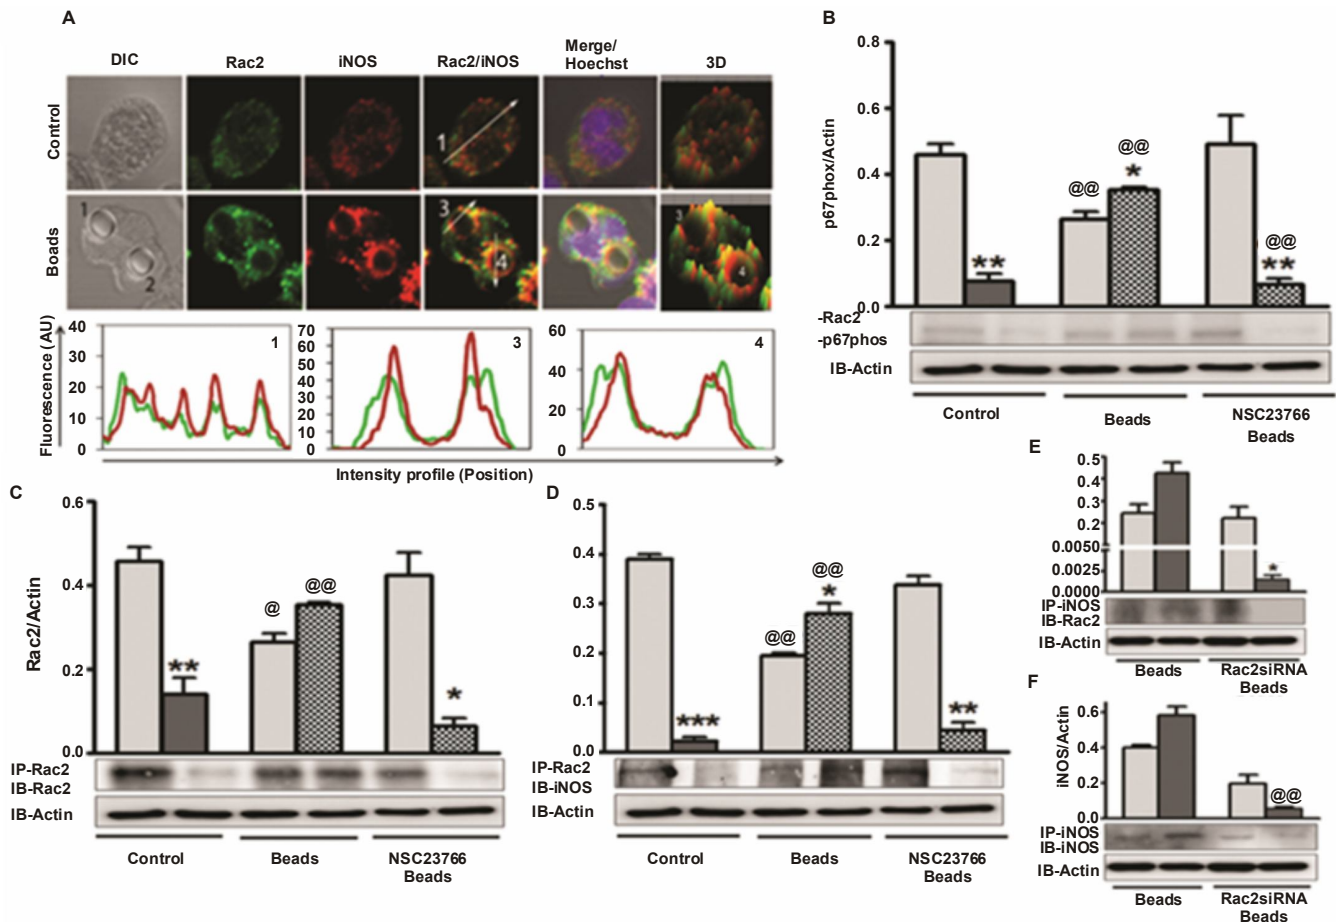 A
DIC
Rac2
iNOS
Rac2/iNOS
Merge/
Hoechst
3D
Control
1
Boads
1
2
3
4
3
4
Fluorescence (AU)
40
30
20
10
0
1
70
60
50
40
30
20
10
0
3
60
40
20
0
4
Intensity profile (Position)
B
p67phox/Actin
0.8
0.6
0.4
0.2
0.0
**
@@
@@
*
@@
**
-Rac2
-p67phos
IB-Actin
Control
Beads
NSC23766
Beads
C
Rac2/Actin
0.6
0.4
0.2
0.0
**
@
@@
*
IP-Rac2
IB-Rac2
IB-Actin
Control
Beads
NSC23766
Beads
D
0.5
0.4
0.3
0.2
0.1
0.0
***
@@
@@
*
**
IP-Rac2
IB-iNOS
IB-Actin
Control
Beads
NSC23766
Beads
E
0.5
0.4
0.3
0.2
0.0050
0.0025
0.0000
*
IP-iNOS
IB-Rac2
IB-Actin
Beads
Rac2siRNA
Beads
F
iNOS/Actin
0.6
0.4
0.2
0.0
@@
IP-iNOS
IB-iNOS
IB-Actin
Beads
Rac2siRNA
Beads